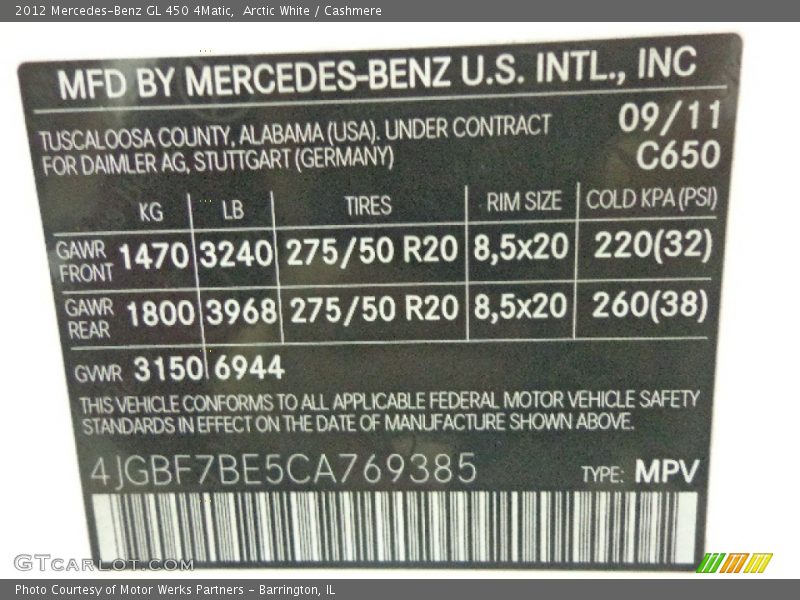 2012 Mercedes-Benz GL 450 4Matic,  Arctic White / Cashmere
MFD BY MERCEDES-BENZ U.S. INTL., INC
TUSCALOOSA COUNTY, ALABAMA (USA). UNDER CONTRACT 09/11
FOR DAIMLER AG, STUTTGART (GERMANY) C650
KG LB TIRES RIM SIZE COLD KPA (PSI)
GAWR FRONT 1470 3240 275/50 R20 8,5x20 220(32)
GAWR REAR 1800 3968 275/50 R20 8,5x20 260(38)
GVWR 3150 6944
THIS VEHICLE CONFORMS TO ALL APPLICABLE FEDERAL MOTOR VEHICLE SAFETY
STANDARDS IN EFFECT ON THE DATE OF MANUFACTURE SHOWN ABOVE.
4JGBF7BE5CA769385 TYPE: MPV
GTCARLOT.COM
Photo Courtesy of Motor Werks Partners - Barrington, IL